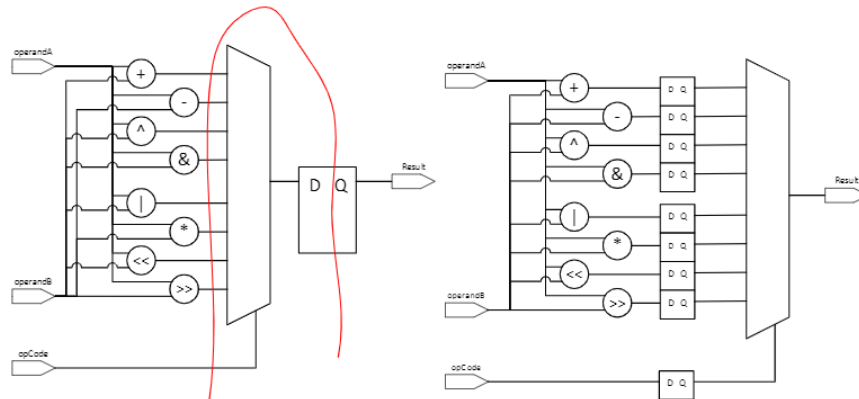 operandA
+
-
^
&
|
*
<<
>>
operandB
opCode
D Q
Result
operandA
+
-
^
&
|
*
<<
>>
operandB
opCode
D Q
D Q
D Q
D Q
D Q
D Q
D Q
D Q
D Q
Result